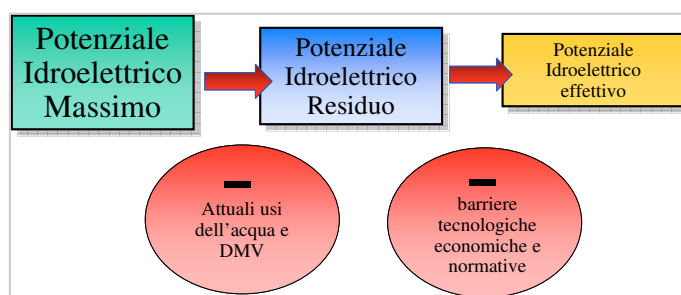 Potenziale
Idroelettrico
Massimo
Potenziale
Idroelettrico
Residuo
Potenziale
Idroelettrico
effettivo
Attuali usi
dell'acqua e
DMV
barriere
tecnologiche
economiche e
normative